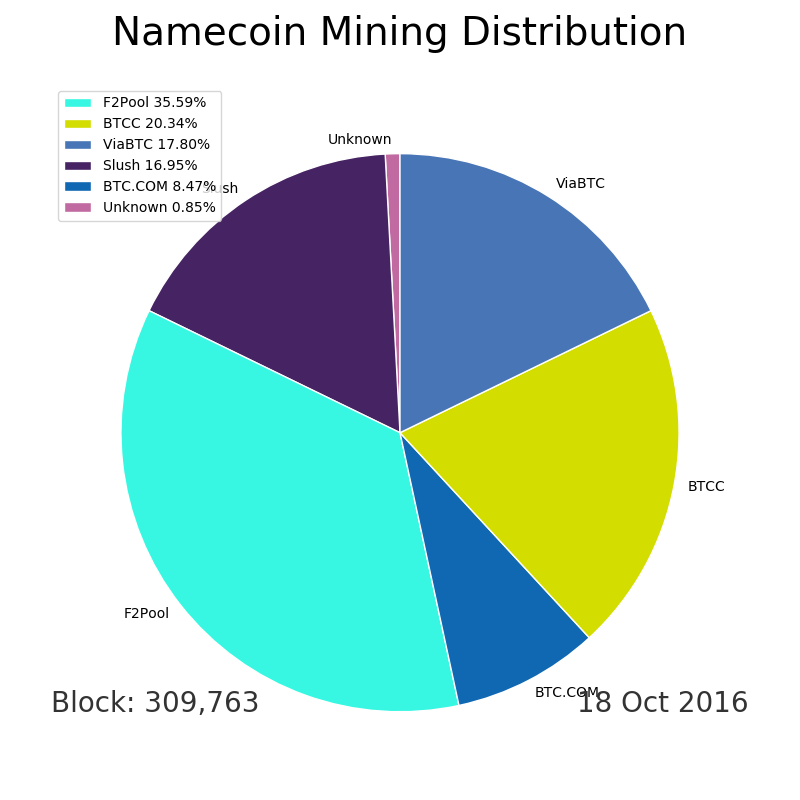 Namecoin Mining Distribution
F2Pool 35.59%
BTCC 20.34%
ViaBTC 17.80%
Slush 16.95%
BTC.COM 8.47%
Unknown 0.85%
Unknown
ViaBTC
Slush
BTCC
F2Pool
BTC.COM
Block: 309,763
18 Oct 2016